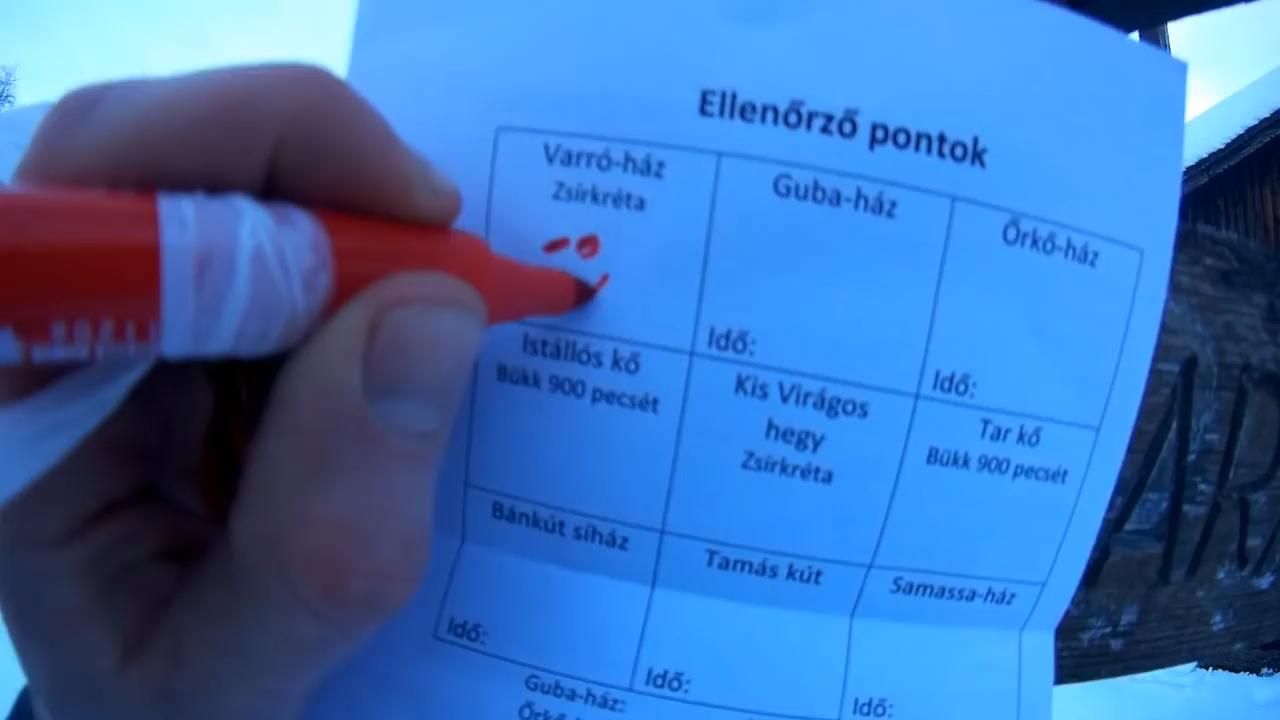 Ellenőrző pontok
Varró-ház
Zsírkréta
Guba-ház
Idő:
Őrkő-ház
Idő:
Istállós kő
Bükk 900 pecsét
Kis Virágos
hegy
Zsírkréta
Tar kő
Bükk 900 pecsét
Bánkút síház
Idő:
Tamás kút
Idő:
Samassa-ház
Idő:
Guba-ház: